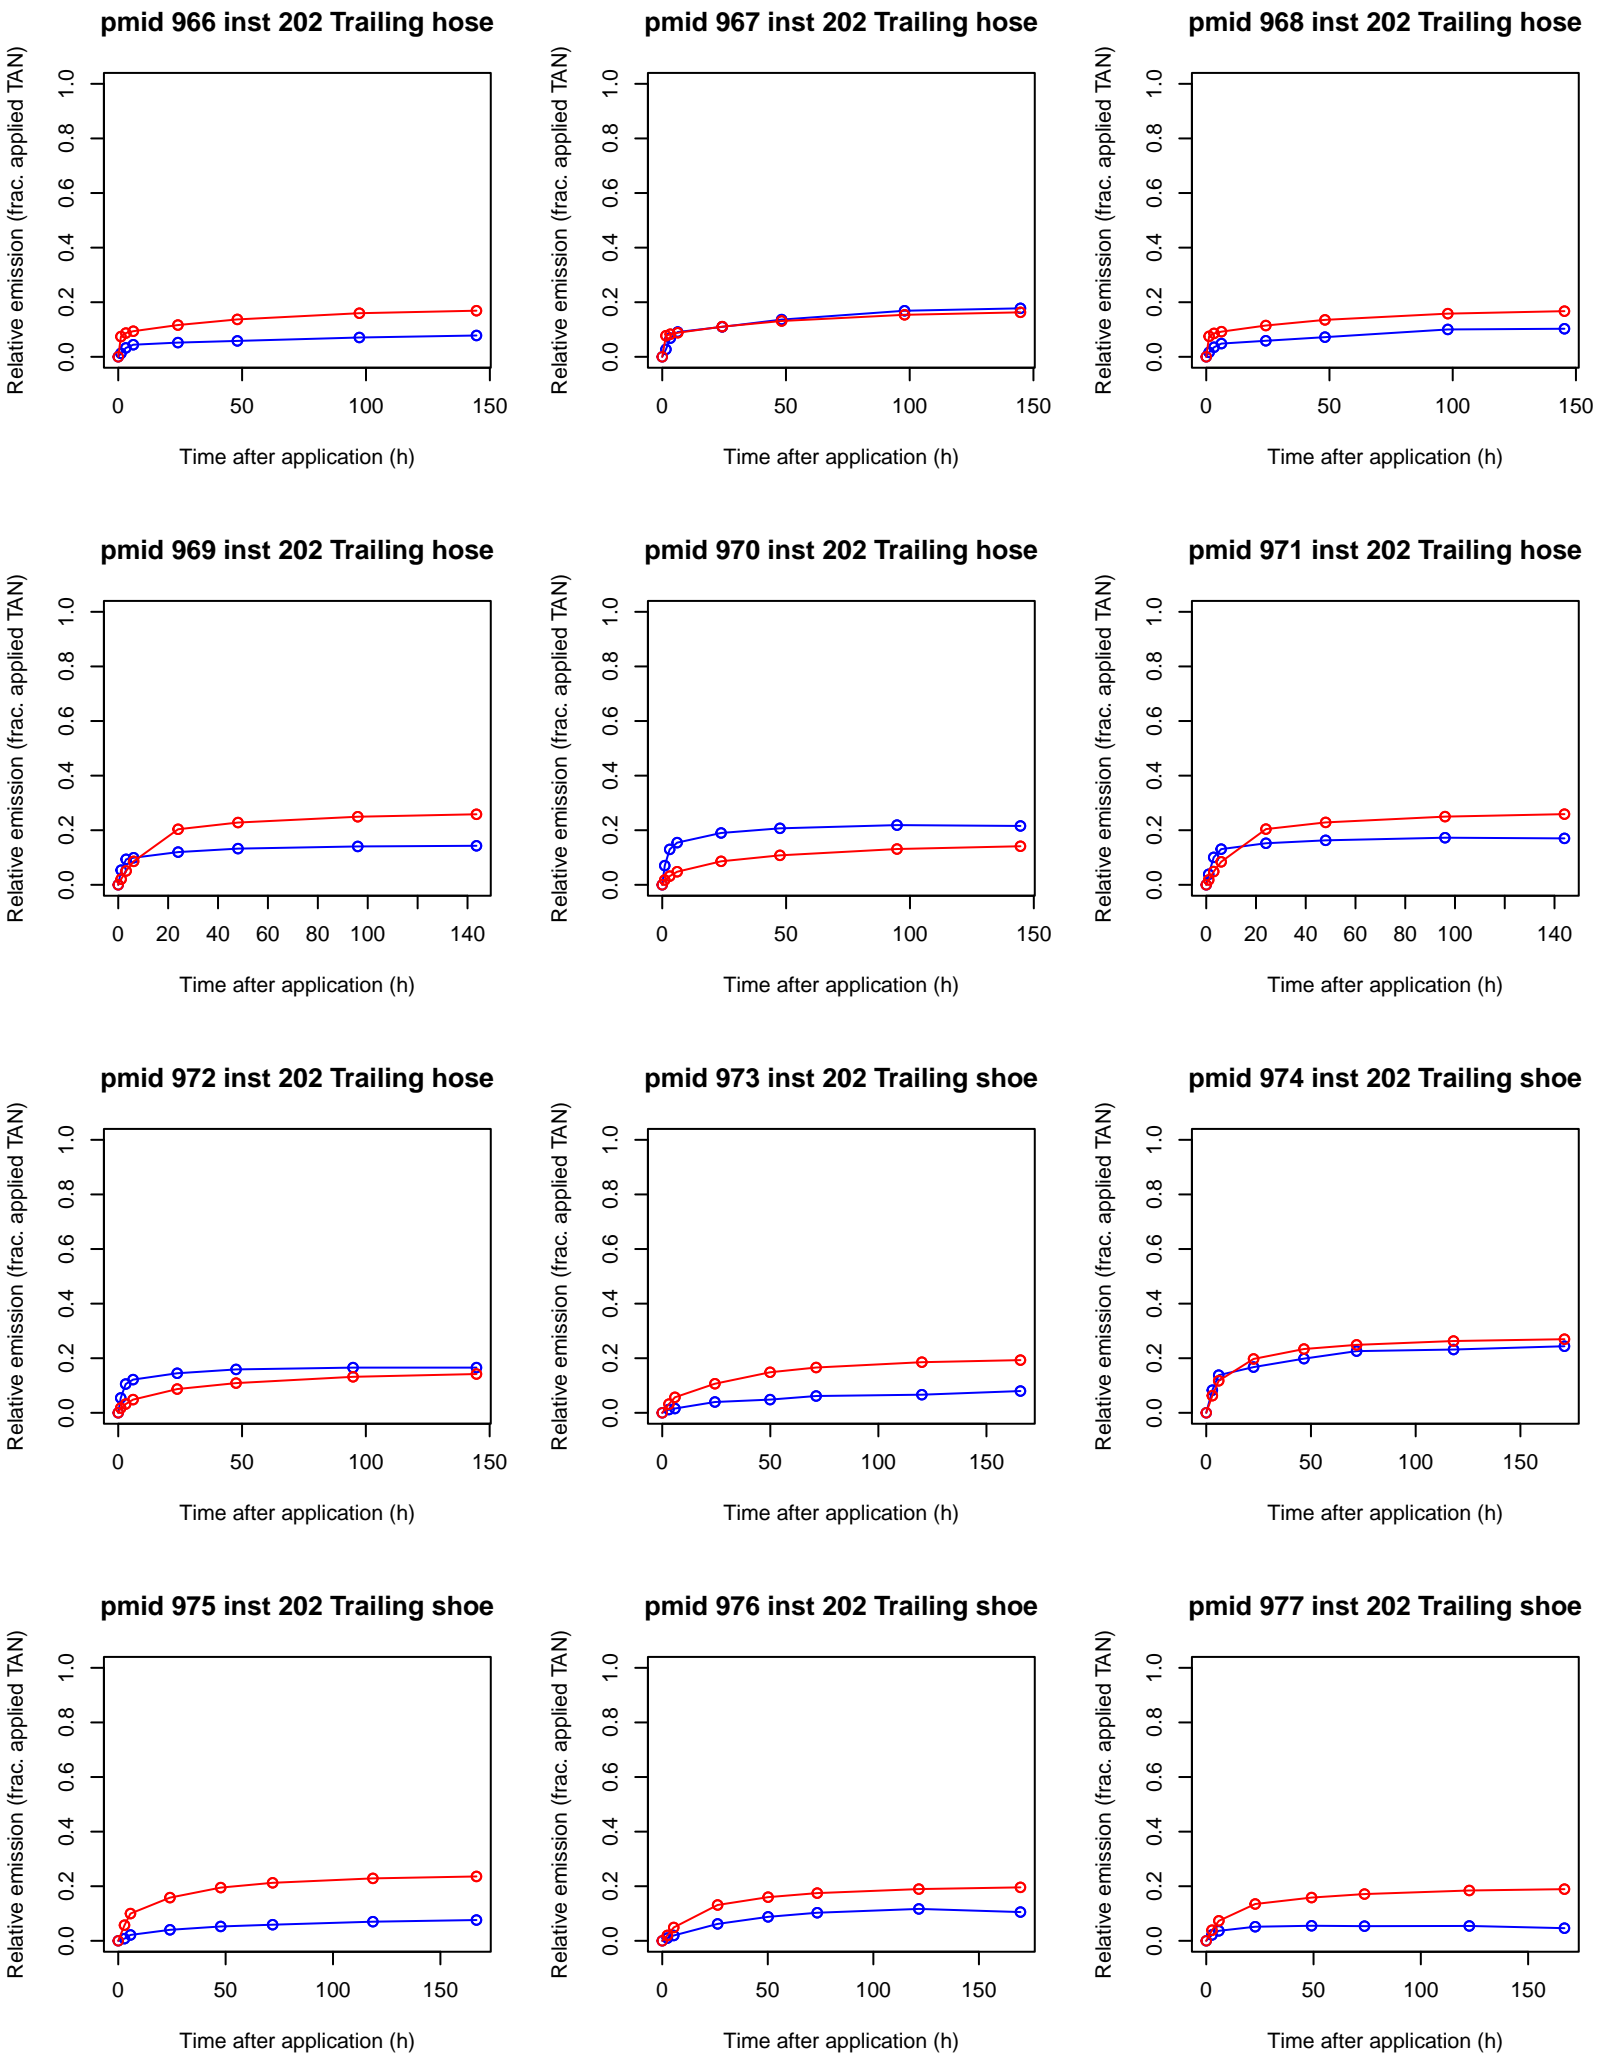 pmid 966 inst 202 Trailing hose
Relative emission (frac. applied TAN)
1.0
0.8
0.6
0.4
0.2
0.0
0 50 100 150
Time after application (h)
pmid 967 inst 202 Trailing hose
Relative emission (frac. applied TAN)
1.0
0.8
0.6
0.4
0.2
0.0
0 50 100 150
Time after application (h)
pmid 968 inst 202 Trailing hose
Relative emission (frac. applied TAN)
1.0
0.8
0.6
0.4
0.2
0.0
0 50 100 150
Time after application (h)
pmid 969 inst 202 Trailing hose
Relative emission (frac. applied TAN)
1.0
0.8
0.6
0.4
0.2
0.0
0 20 40 60 80 100 140
Time after application (h)
pmid 970 inst 202 Trailing hose
Relative emission (frac. applied TAN)
1.0
0.8
0.6
0.4
0.2
0.0
0 50 100 150
Time after application (h)
pmid 971 inst 202 Trailing hose
Relative emission (frac. applied TAN)
1.0
0.8
0.6
0.4
0.2
0.0
0 20 40 60 80 100 140
Time after application (h)
pmid 972 inst 202 Trailing hose
Relative emission (frac. applied TAN)
1.0
0.8
0.6
0.4
0.2
0.0
0 50 100 150
Time after application (h)
pmid 973 inst 202 Trailing shoe
Relative emission (frac. applied TAN)
1.0
0.8
0.6
0.4
0.2
0.0
0 50 100 150
Time after application (h)
pmid 974 inst 202 Trailing shoe
Relative emission (frac. applied TAN)
1.0
0.8
0.6
0.4
0.2
0.0
0 50 100 150
Time after application (h)
pmid 975 inst 202 Trailing shoe
Relative emission (frac. applied TAN)
1.0
0.8
0.6
0.4
0.2
0.0
0 50 100 150
Time after application (h)
pmid 976 inst 202 Trailing shoe
Relative emission (frac. applied TAN)
1.0
0.8
0.6
0.4
0.2
0.0
0 50 100 150
Time after application (h)
pmid 977 inst 202 Trailing shoe
Relative emission (frac. applied TAN)
1.0
0.8
0.6
0.4
0.2
0.0
0 50 100 150
Time after application (h)